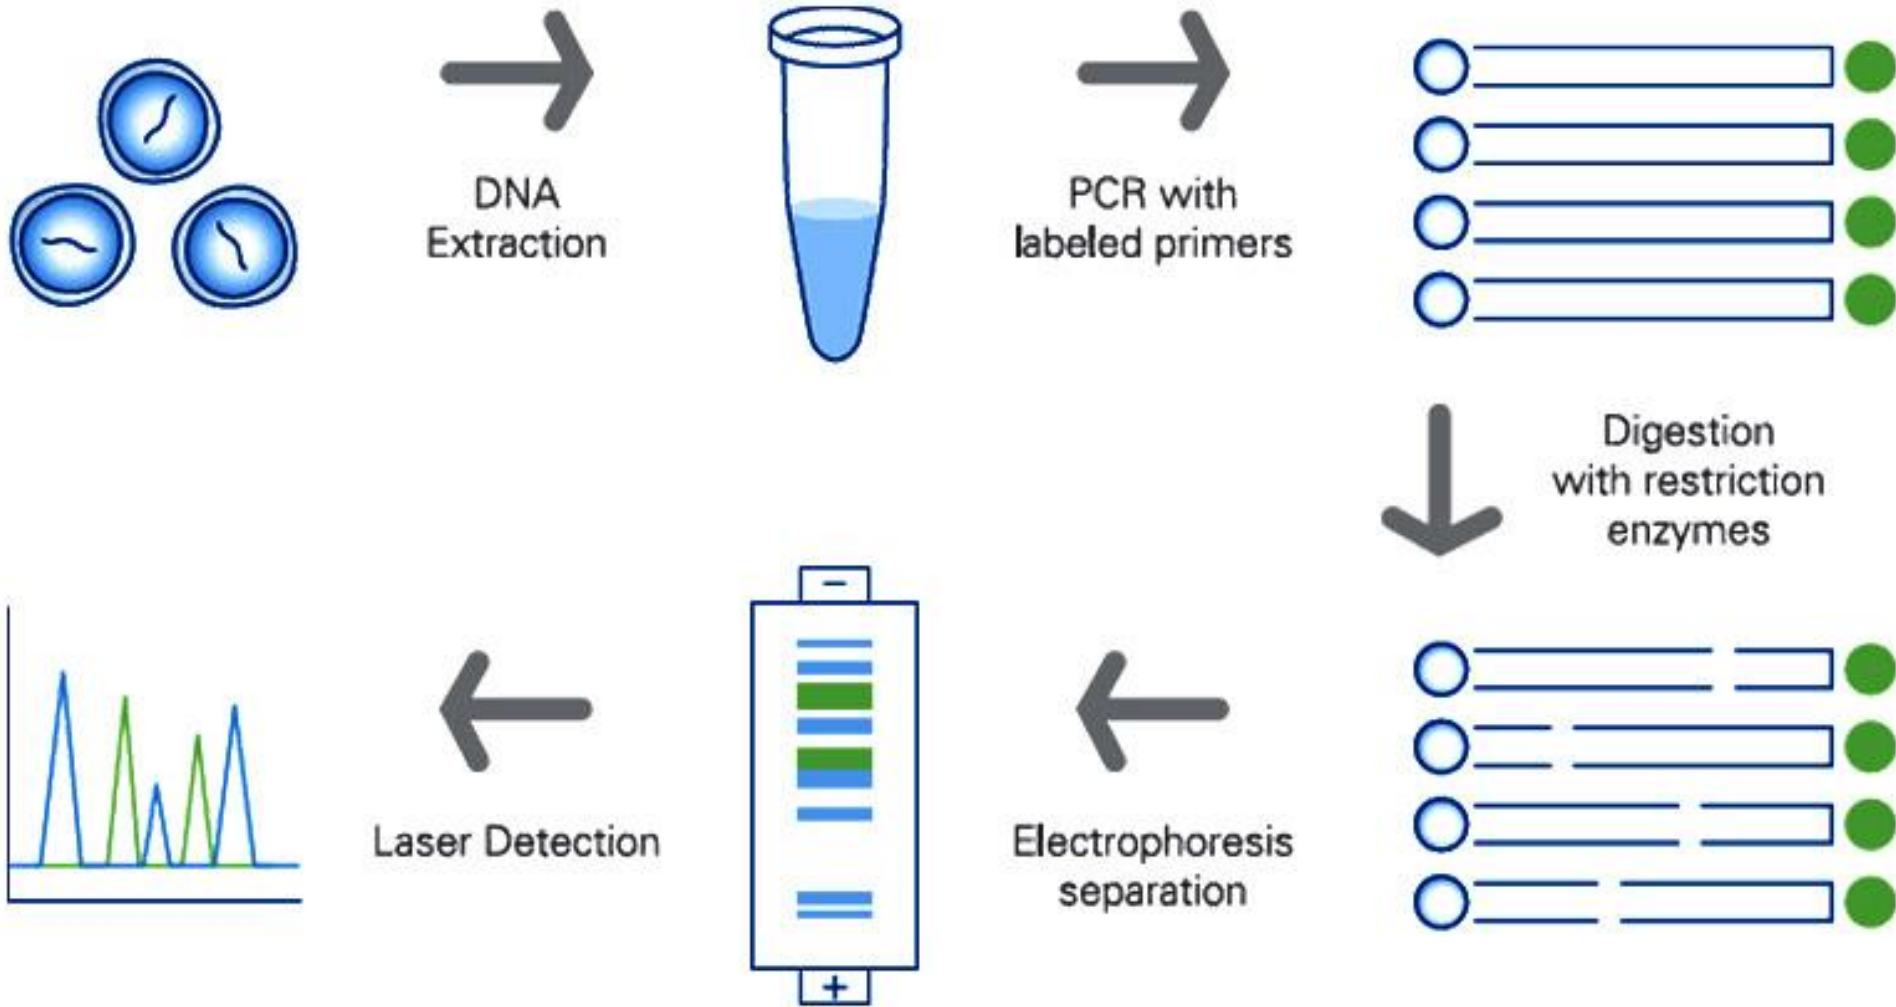 DNA
Extraction
PCR with
labeled primers
Digestion
with restriction
enzymes
−
Electrophoresis
separation
Laser Detection
+